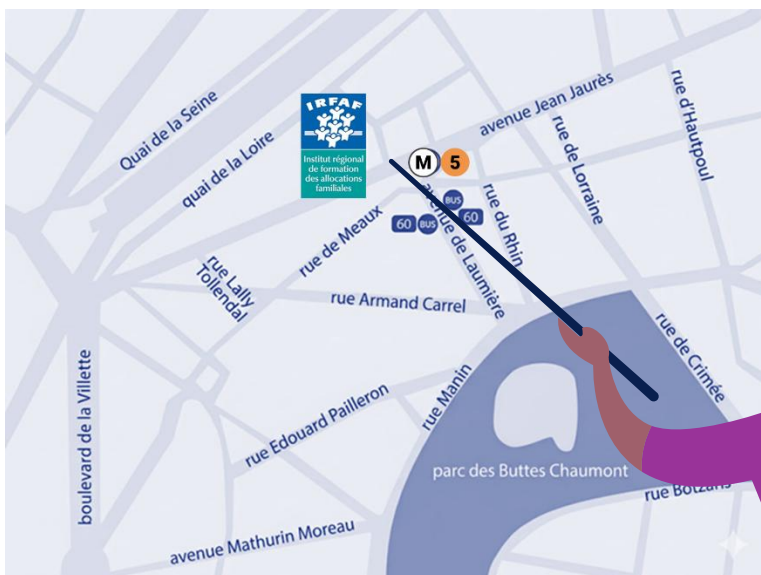 Quai de la Seine
quai de la Loire
IRFAF
Institut régional
de formation
des allocations
familiales
avenue Jean Jaurès
rue d'Hautpoul
rue de Lorraine
M 5
BUS
60
60 BUS
avenue de Laumière
rue du Rhin
rue de Meaux
rue Lally
Tollendal
rue Armand Carrel
rue de Crimée
boulevard de la Villette
rue Manin
rue Edouard Pailleron
parc des Buttes Chaumont
rue Botzaris
avenue Mathurin Moreau